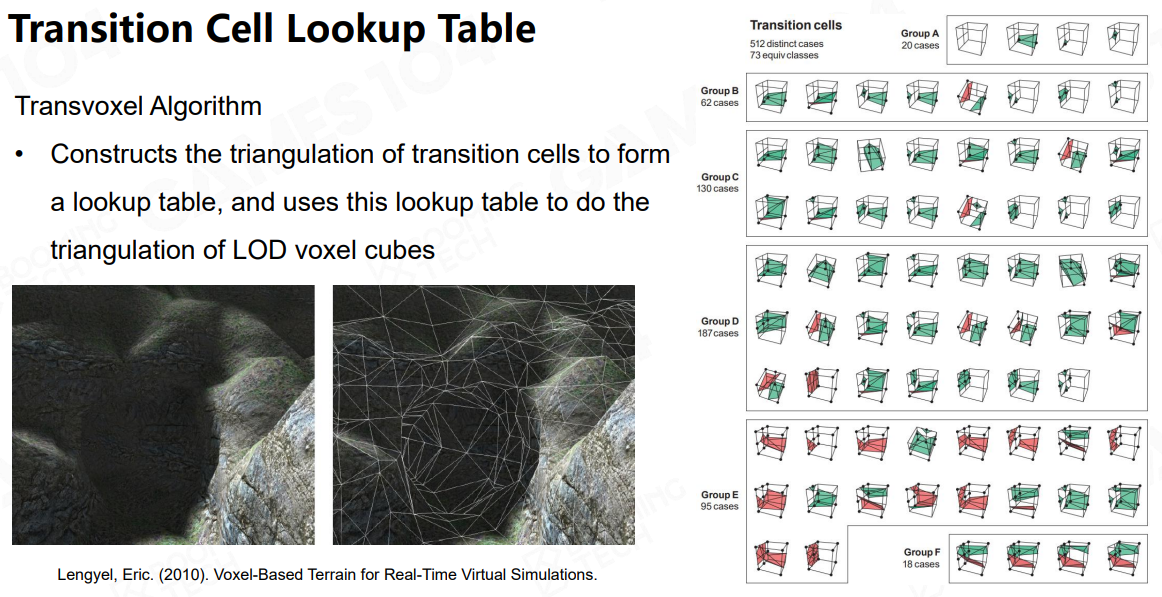 Transition Cell Lookup Table
Transvoxel Algorithm
• Constructs the triangulation of transition cells to form
a lookup table, and uses this lookup table to do the
triangulation of LOD voxel cubes
Lengyel, Eric. (2010). Voxel-Based Terrain for Real-Time Virtual Simulations.
Transition cells
512 distinct cases
73 equiv classes
Group A
20 cases
Group B
62 cases
Group C
130 cases
Group D
187 cases
Group E
95 cases
Group F
18 cases